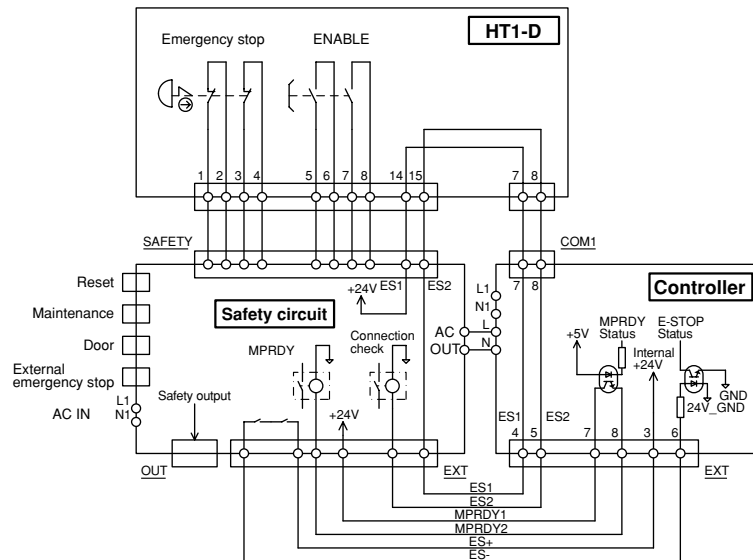 HT1-D
Emergency stop
ENABLE
1 2 3 4 5 6 7 8 14 15 7 8
SAFETY
COM1
ES1 ES2
7 8
Reset
Maintenance
Door
External
emergency stop
AC IN
L1
N1
+24V
Safety circuit
MPRDY
Connection
check
AC
OUT
L1
N1
L
N
Controller
MPRDY
Status
E-STOP
Status
+5V
Internal
+24V
GND
24V_GND
Safety output
+24V
ES1 ES2
4 5 7 8 3 6
OUT
EXT
EXT
ES1
ES2
MPRDY1
MPRDY2
ES+
ES-